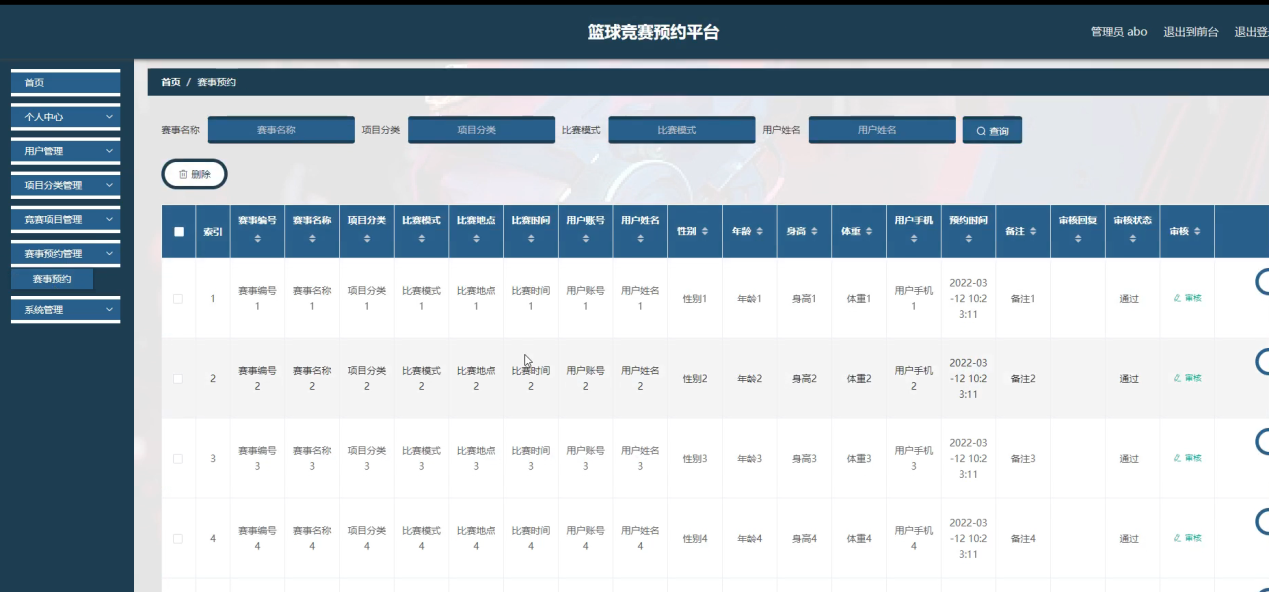 篮球竞赛预约平台
管理员 abo 退出到前台 退出登
首页
个人中心
用户管理
项目分类管理
竞赛项目管理
赛事预约管理
赛事预约
系统管理
首页 / 赛事预约
赛事名称 赛事名称 项目分类 项目分类 比赛模式 比赛模式 用户姓名 用户姓名 查询
删除
索引 赛事编号 赛事名称 项目分类 比赛模式 比赛地点 比赛时间 用户账号 用户姓名 性别 年龄 身高 体重 用户手机 预约时间 备注 审核回复 审核状态 审核
1 赛事编号1 赛事名称1 项目分类1 比赛模式1 比赛地点1 比赛时间1 用户账号1 用户姓名1 性别1 年龄1 身高1 体重1 用户手机1 2022-03-12 10:23:11 备注1 通过 审核
2 赛事编号2 赛事名称2 项目分类2 比赛模式2 比赛地点2 比赛时间2 用户账号2 用户姓名2 性别2 年龄2 身高2 体重2 用户手机2 2022-03-12 10:23:11 备注2 通过 审核
3 赛事编号3 赛事名称3 项目分类3 比赛模式3 比赛地点3 比赛时间3 用户账号3 用户姓名3 性别3 年龄3 身高3 体重3 用户手机3 2022-03-12 10:23:11 备注3 通过 审核
4 赛事编号4 赛事名称4 项目分类4 比赛模式4 比赛地点4 比赛时间4 用户账号4 用户姓名4 性别4 年龄4 身高4 体重4 用户手机4 2022-03-12 10:23:11 备注4 通过 审核